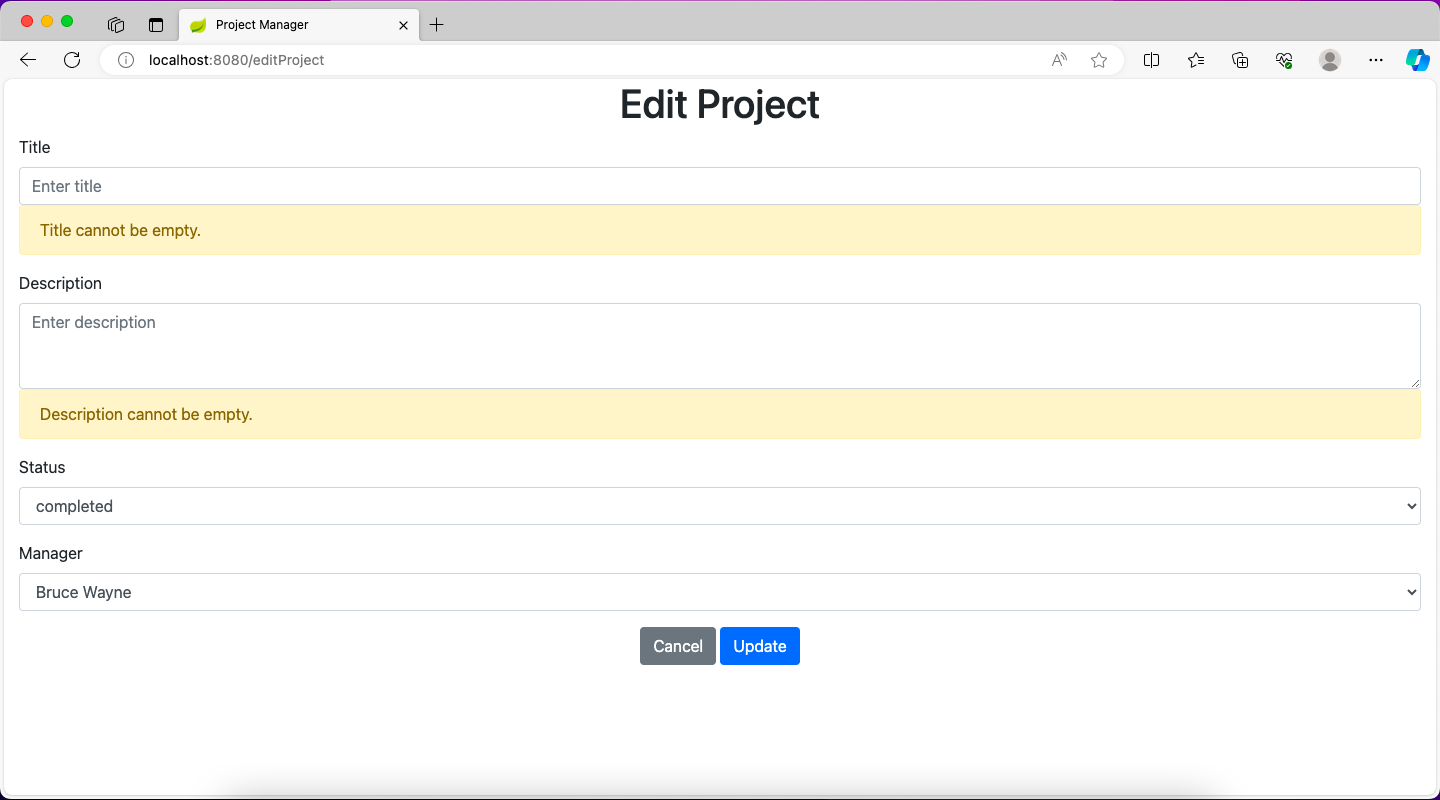 Project Manager
localhost:8080/editProject
Edit Project
Title
Enter title
Title cannot be empty.
Description
Enter description
Description cannot be empty.
Status
completed
Manager
Bruce Wayne
Cancel Update